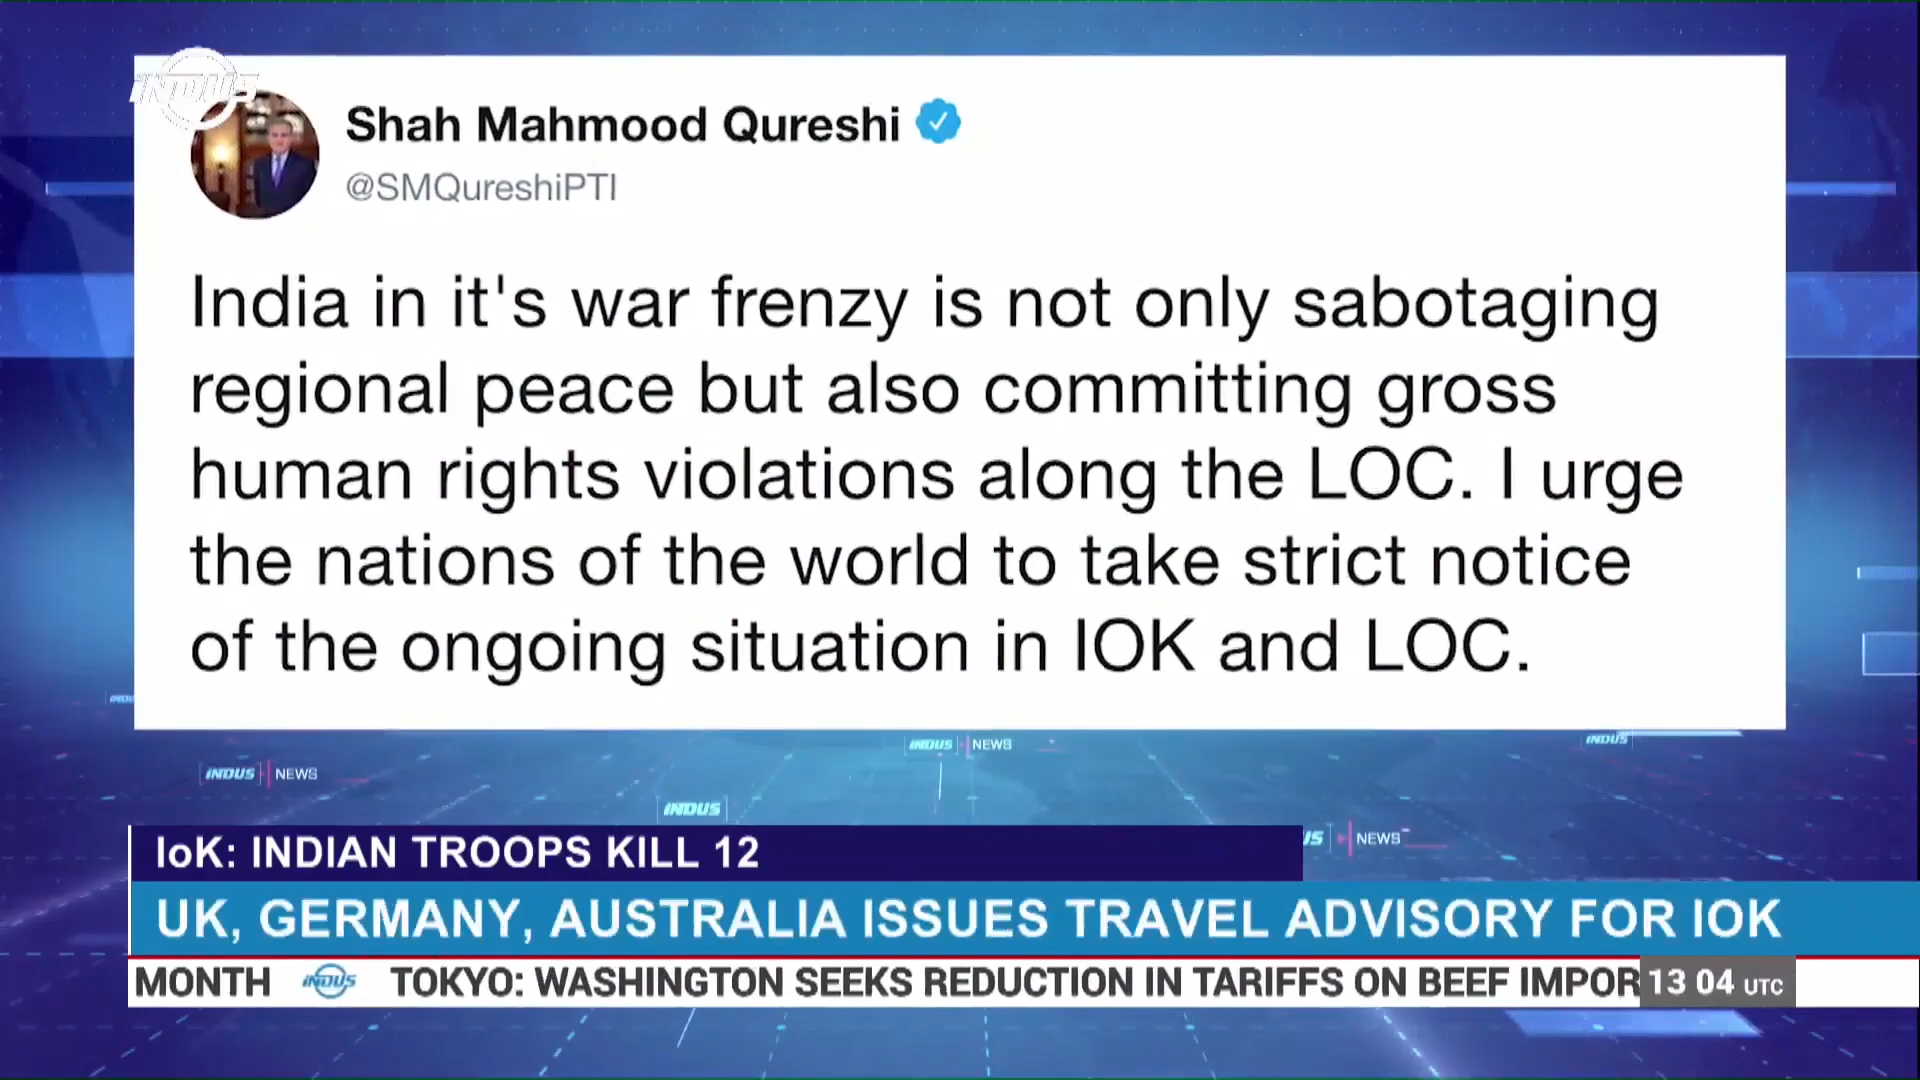 INDUS
Shah Mahmood Qureshi
@SMQureshiPTI
India in it's war frenzy is not only sabotaging
regional peace but also committing gross
human rights violations along the LOC. I urge
the nations of the world to take strict notice
of the ongoing situation in IOK and LOC.
INDUS
INDUS NEWS
INDUS
INDUS NEWS
INDUS
US NEWS
IoK: INDIAN TROOPS KILL 12
UK, GERMANY, AUSTRALIA ISSUES TRAVEL ADVISORY FOR IOK
MONTH INDUS TOKYO: WASHINGTON SEEKS REDUCTION IN TARIFFS ON BEEF IMPOR 13 04 UTC